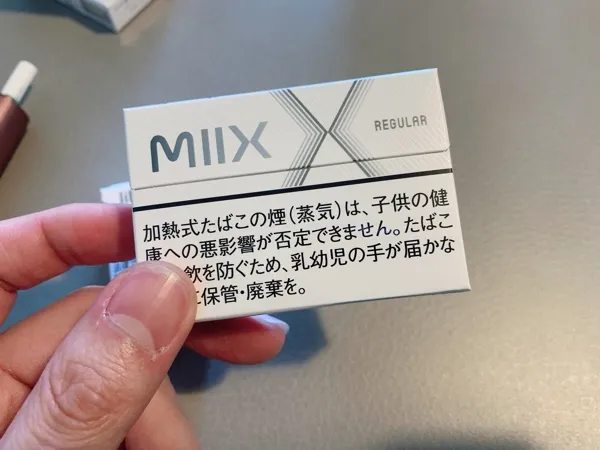 MIIX
REGULAR
加熱式たばこの煙(蒸気)は、子供の健
康への悪影響が否定できません。たばこ
飲を防ぐため、乳幼児の手が届かな
に保管・廃棄を。